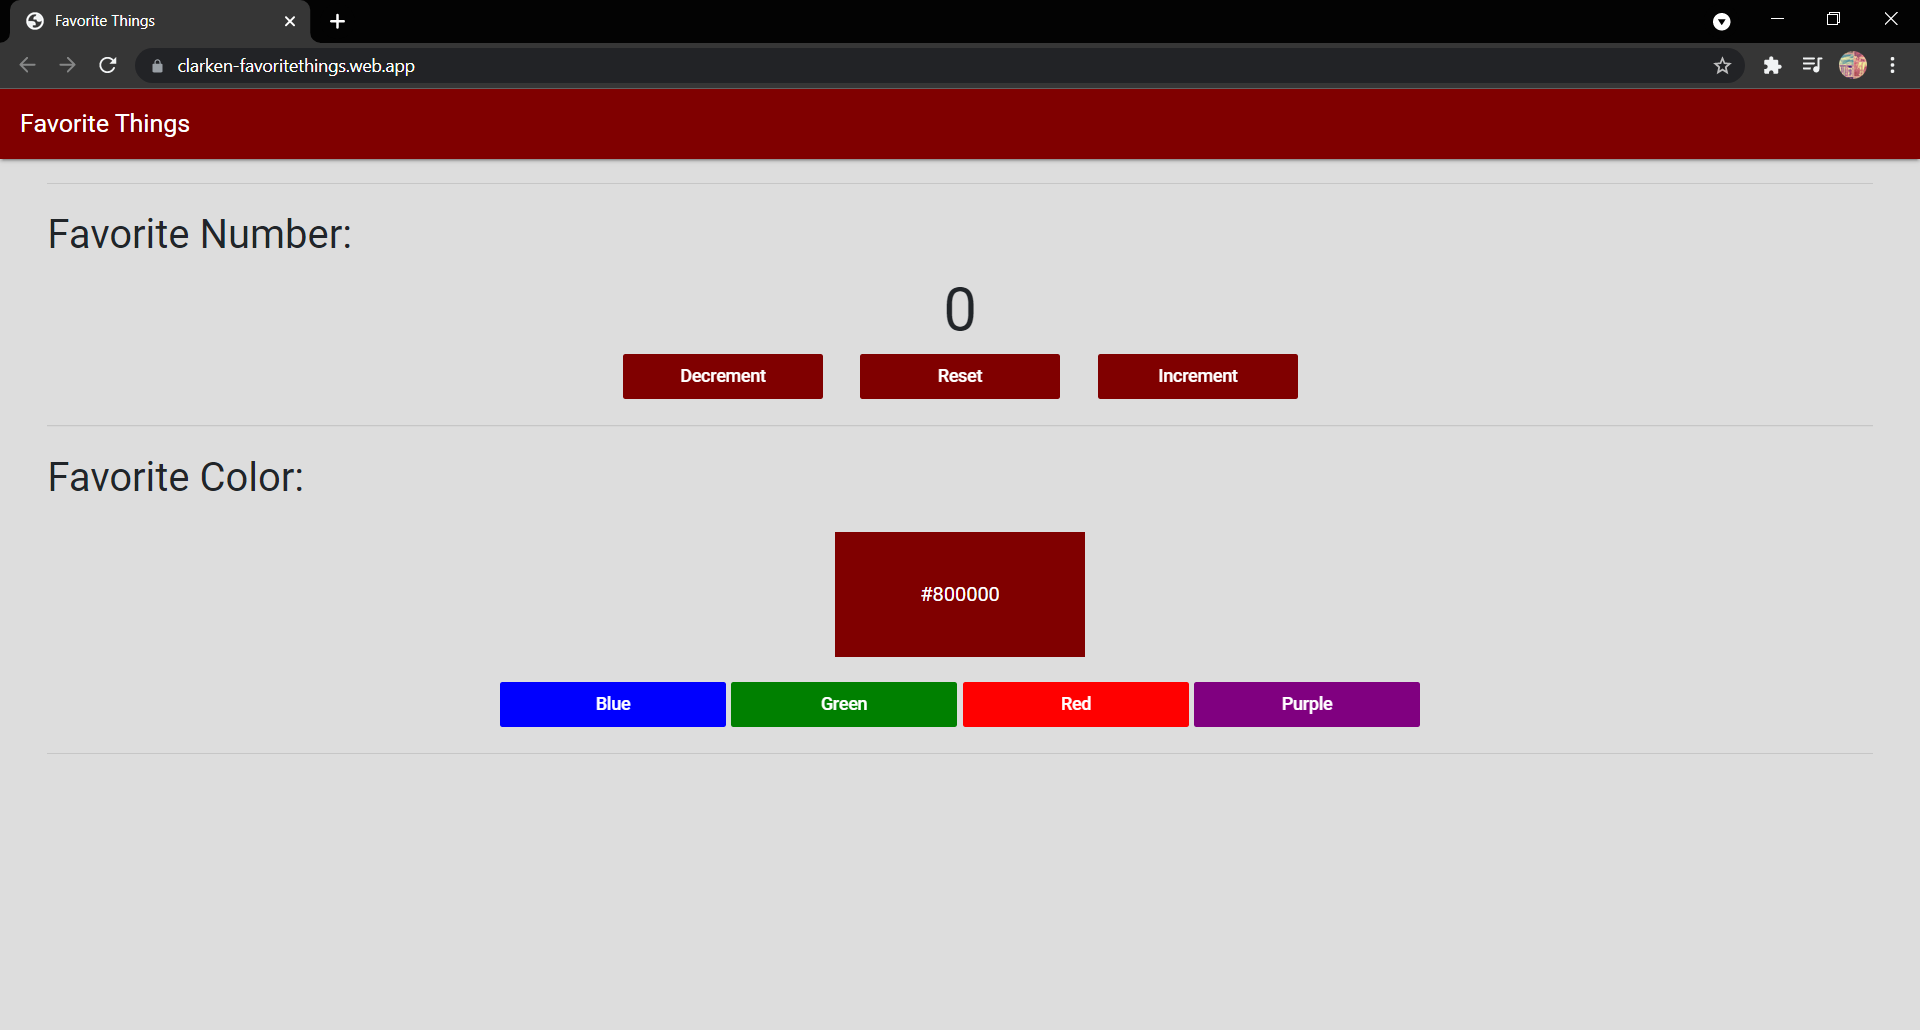 Favorite Things
clarken-favoritethings.web.app
Favorite Things
Favorite Number:
0
Decrement Reset Increment
Favorite Color:
#800000
Blue Green Red Purple